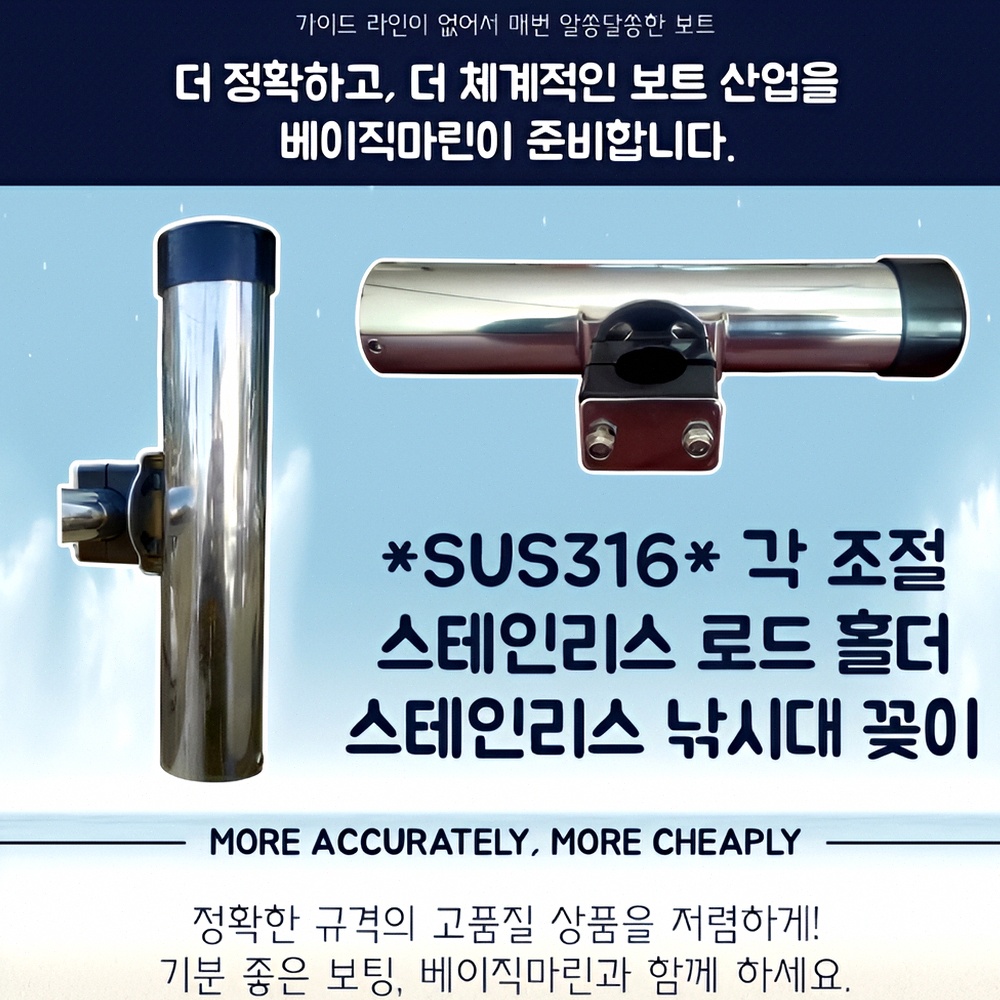 가이드 라인이 없어서 매번 알쏭달쏭한 보트
더 정확하고, 더 체계적인 보트 산업을
베이직마린이 준비합니다.
*SUS316* 각 조절
스테인리스 로드 홀더
스테인리스 낚시대 꽂이
MORE ACCURATELY, MORE CHEAPLY
정확한 규격의 고품질 상품을 저렴하게!
기분 좋은 보팅, 베이직마린과 함께 하세요.